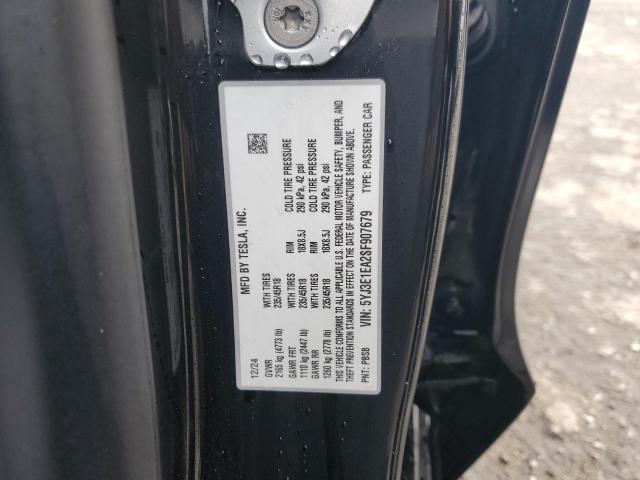 MFD BY TESLA, INC.
12/24
GVWR WITH TIRES RIM COLD TIRE PRESSURE
2165 kg (4773 lb) 235/45R18 18X8.5J 290 kPa, 42 psi
GAWR FRT WITH TIRES RIM COLD TIRE PRESSURE
1110 kg (2447 lb) 235/45R18 18X8.5J 290 kPa, 42 psi
GAWR RR
1260 kg (2778 lb) 235/45R18
THIS VEHICLE CONFORMS TO ALL APPLICABLE U.S. FEDERAL MOTOR VEHICLE SAFETY, BUMPER, AND
THEFT PREVENTION STANDARDS IN EFFECT ON THE DATE OF MANUFACTURE SHOWN ABOVE.
PNT: PBSB VIN: 5YJ3E1EA2SF907679 TYPE: PASSENGER CAR